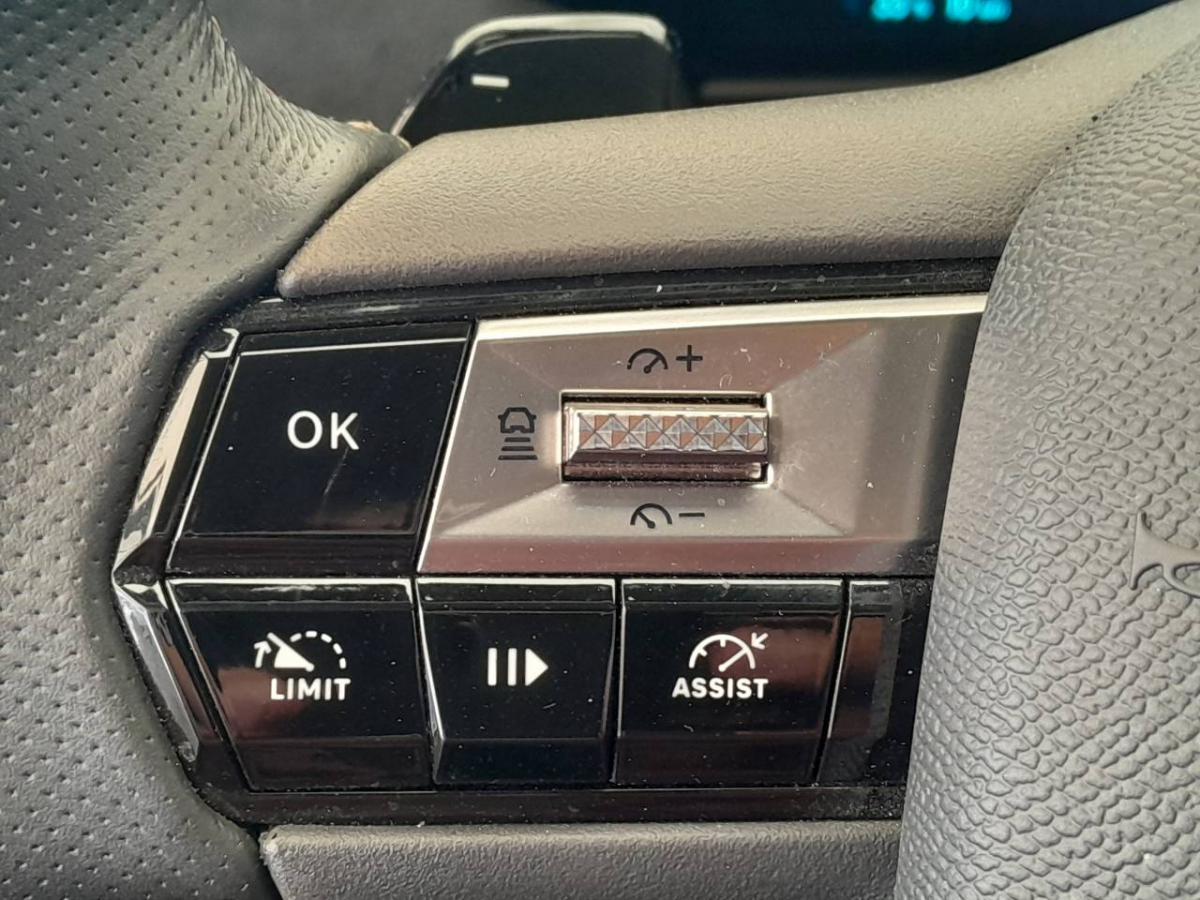 +
OK
−
LIMIT
ASSIST